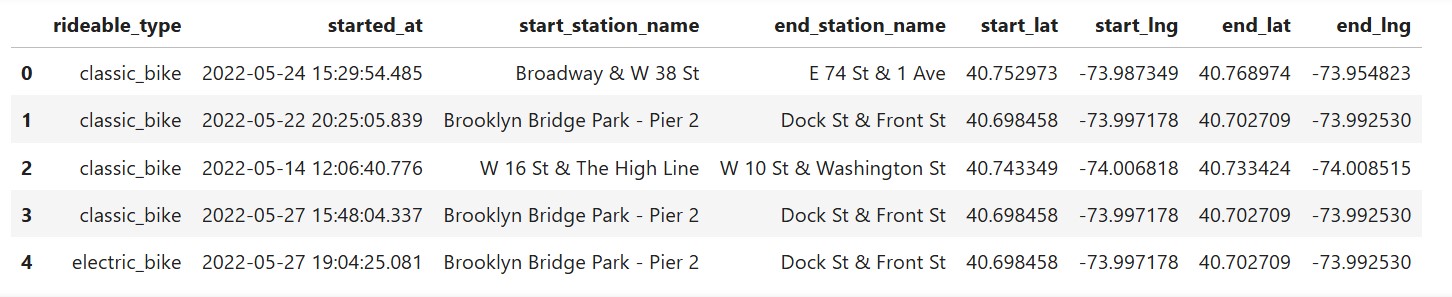 rideable_type started_at start_station_name end_station_name start_lat start_lng end_lat end_lng
0 classic_bike 2022-05-24 15:29:54.485 Broadway & W 38 St E 74 St & 1 Ave 40.752973 -73.987349 40.768974 -73.954823
1 classic_bike 2022-05-22 20:25:05.839 Brooklyn Bridge Park - Pier 2 Dock St & Front St 40.698458 -73.997178 40.702709 -73.992530
2 classic_bike 2022-05-14 12:06:40.776 W 16 St & The High Line W 10 St & Washington St 40.743349 -74.006818 40.733424 -74.008515
3 classic_bike 2022-05-27 15:48:04.337 Brooklyn Bridge Park - Pier 2 Dock St & Front St 40.698458 -73.997178 40.702709 -73.992530
4 electric_bike 2022-05-27 19:04:25.081 Brooklyn Bridge Park - Pier 2 Dock St & Front St 40.698458 -73.997178 40.702709 -73.992530